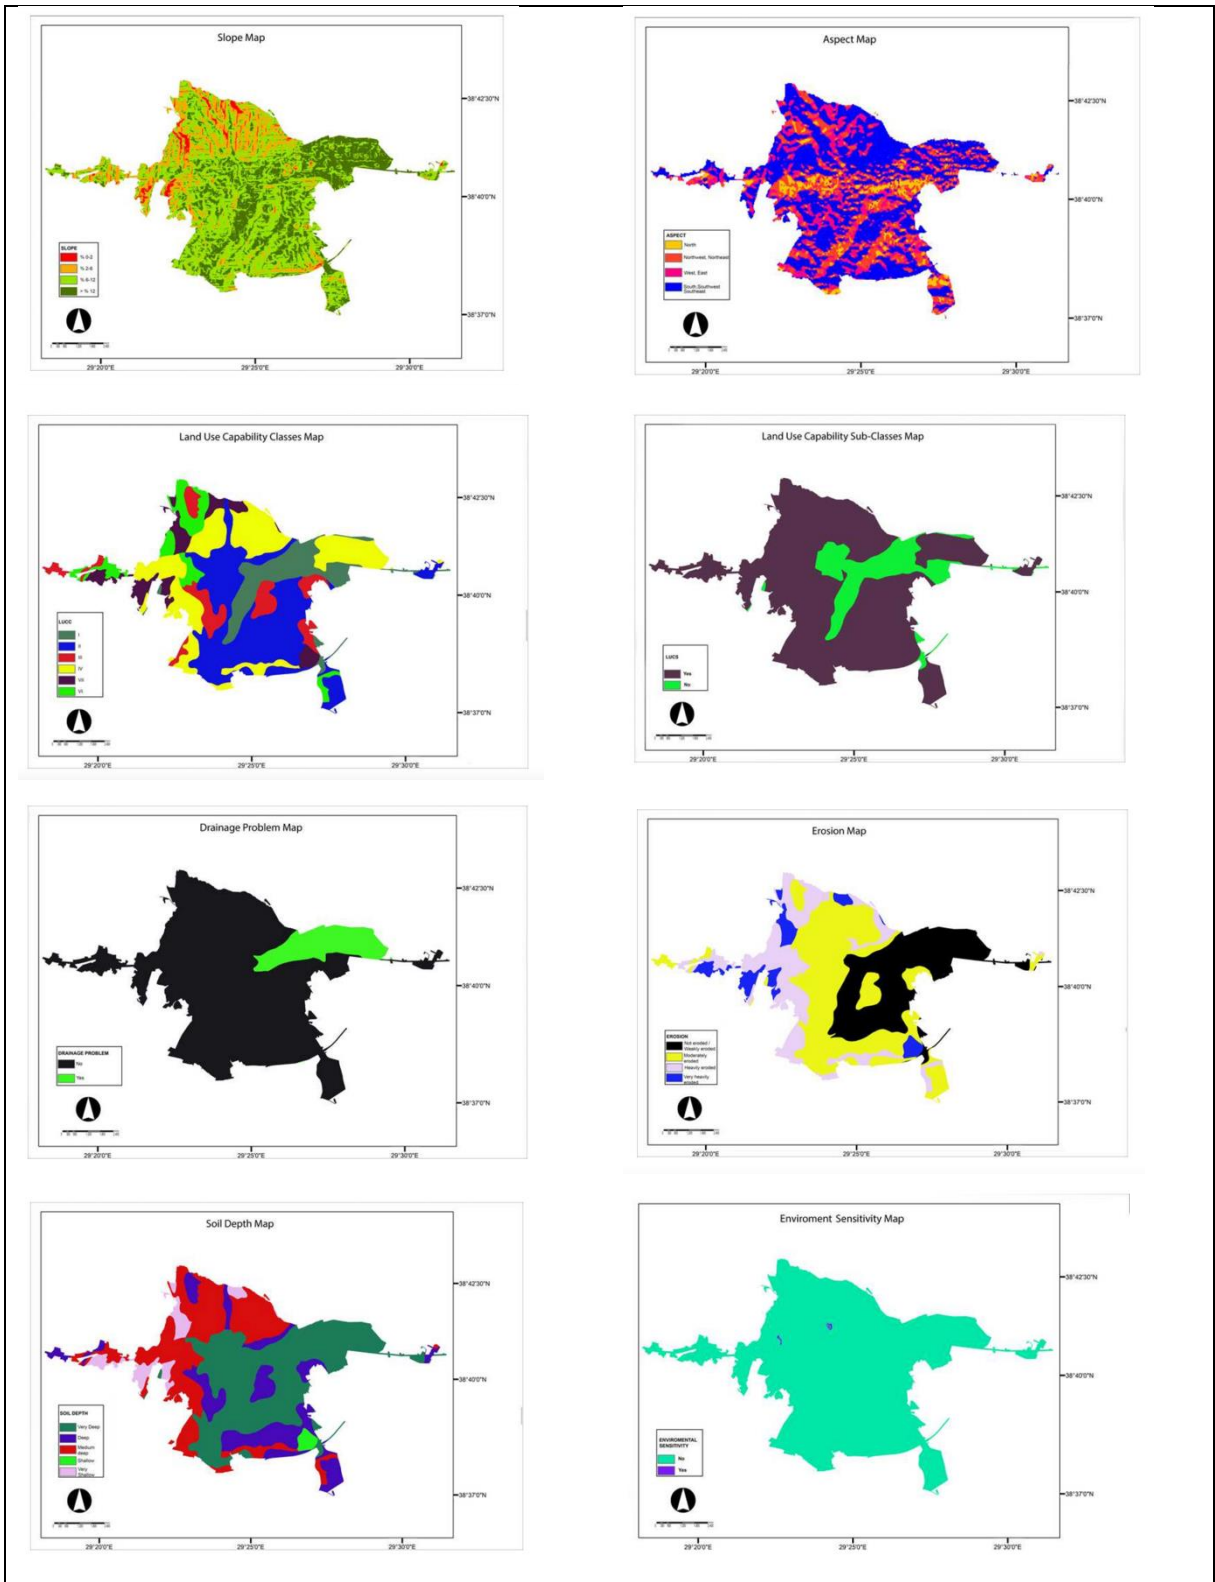 Slope Map
38°42'30"N
38°40'0"N
SLOPE
% 0-2
% 2-6
% 6-12
> % 12
38°37'0"N
29°20'0"E
29°25'0"E
29°30'0"E
Aspect Map
38°42'30"N
38°40'0"N
ASPECT
North
Northwest, Northeast
West, East
South,Southwest
Southeast
38°37'0"N
29°20'0"E
29°25'0"E
29°30'0"E
Land Use Capability Classes Map
38°42'30"N
38°40'0"N
LUCC
I
II
III
IV
VII
VI
38°37'0"N
29°20'0"E
29°25'0"E
29°30'0"E
Land Use Capability Sub-Classes Map
38°42'30"N
38°40'0"N
LUCS
Yes
No
38°37'0"N
29°20'0"E
29°25'0"E
29°30'0"E
Drainage Problem Map
38°42'30"N
38°40'0"N
DRAINAGE PROBLEM
No
Yes
38°37'0"N
29°20'0"E
29°25'0"E
29°30'0"E
Erosion Map
38°42'30"N
38°40'0"N
EROSION
Not eroded /
Weakly eroded
Moderately
eroded
Heavily eroded
Very heavily
eroded
38°37'0"N
29°20'0"E
29°25'0"E
29°30'0"E
Soil Depth Map
38°42'30"N
38°40'0"N
SOIL DEPTH
Very Deep
Deep
Medium
deep
Shallow
Very
Shallow
38°37'0"N
29°20'0"E
29°25'0"E
29°30'0"E
Enviroment Sensitivity Map
38°42'30"N
38°40'0"N
ENVIROMENTAL
SENSITIVITY
No
Yes
38°37'0"N
29°20'0"E
29°25'0"E
29°30'0"E